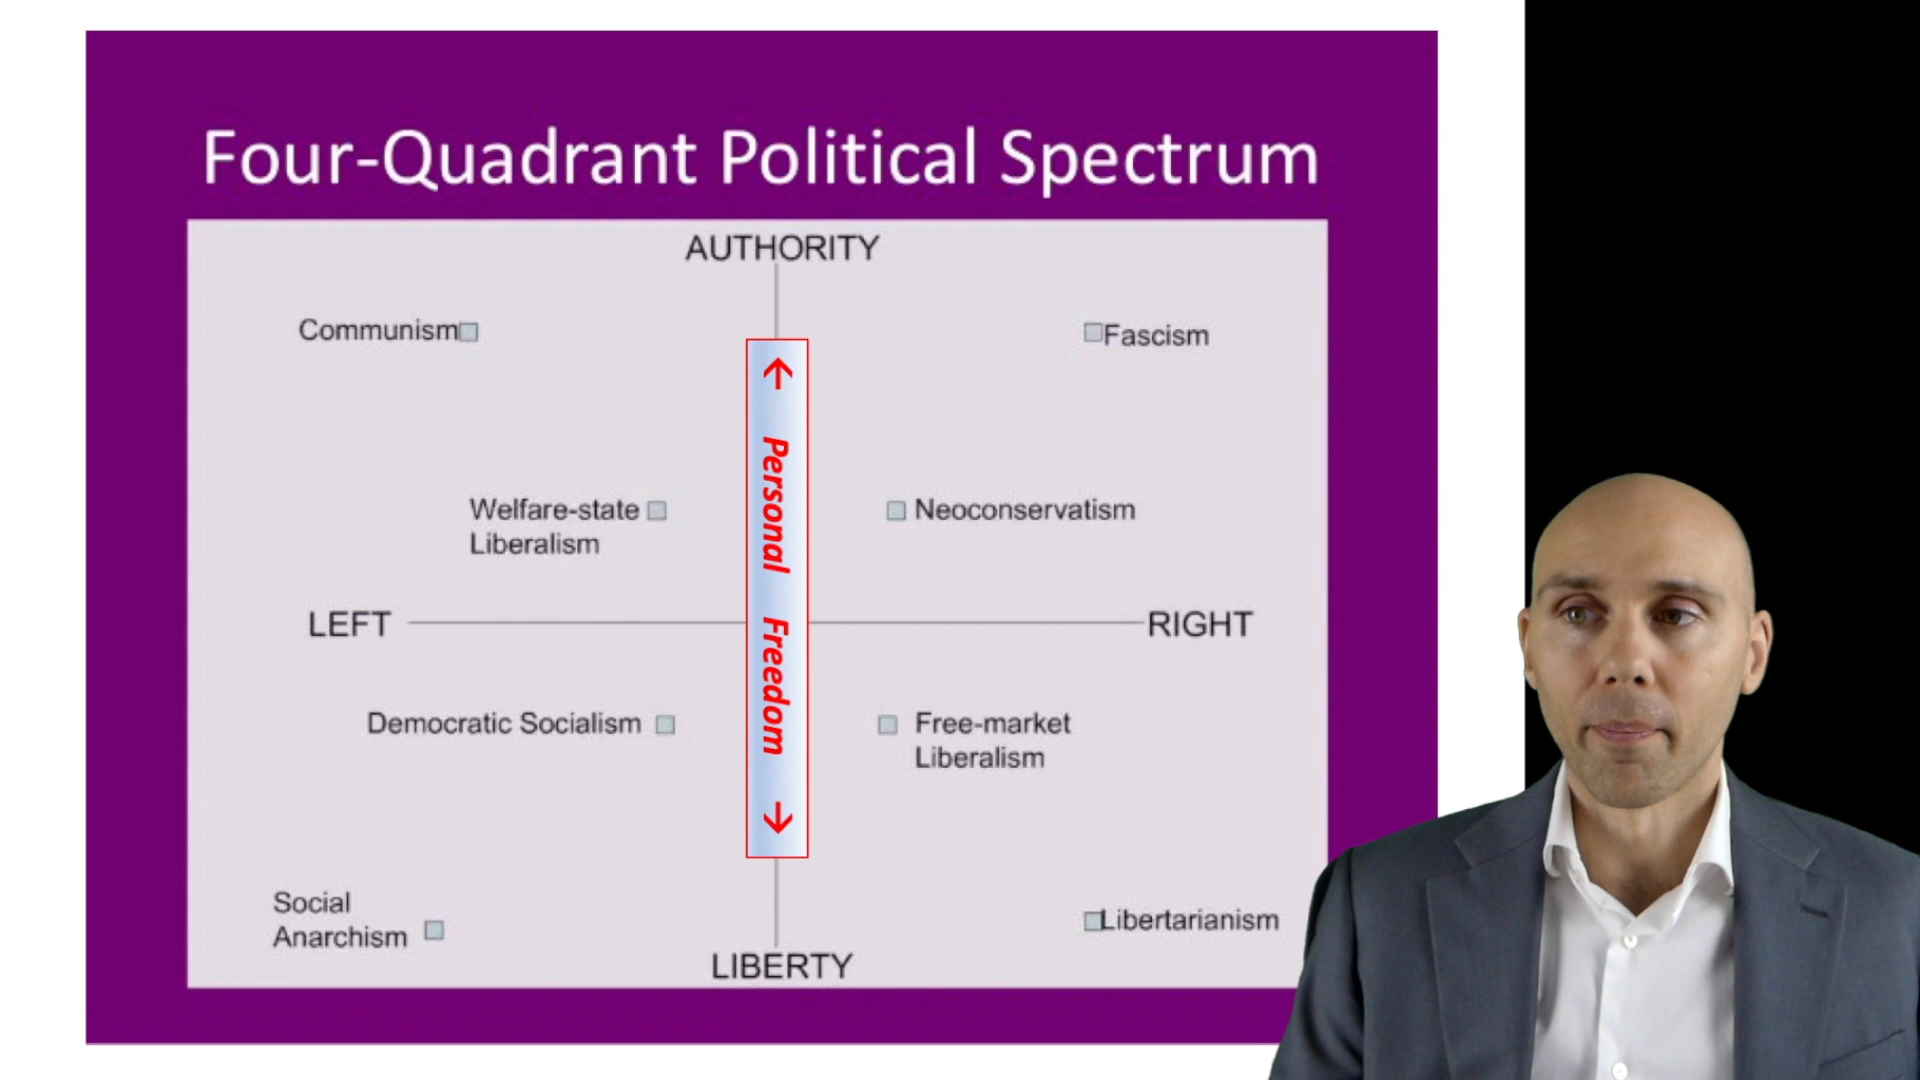 Four-Quadrant Political Spectrum
AUTHORITY
Communism
Fascism
Personal Freedom
Welfare-state
Liberalism
Neoconservatism
LEFT
RIGHT
Democratic Socialism
Free-market
Liberalism
Social
Anarchism
Libertarianism
LIBERTY